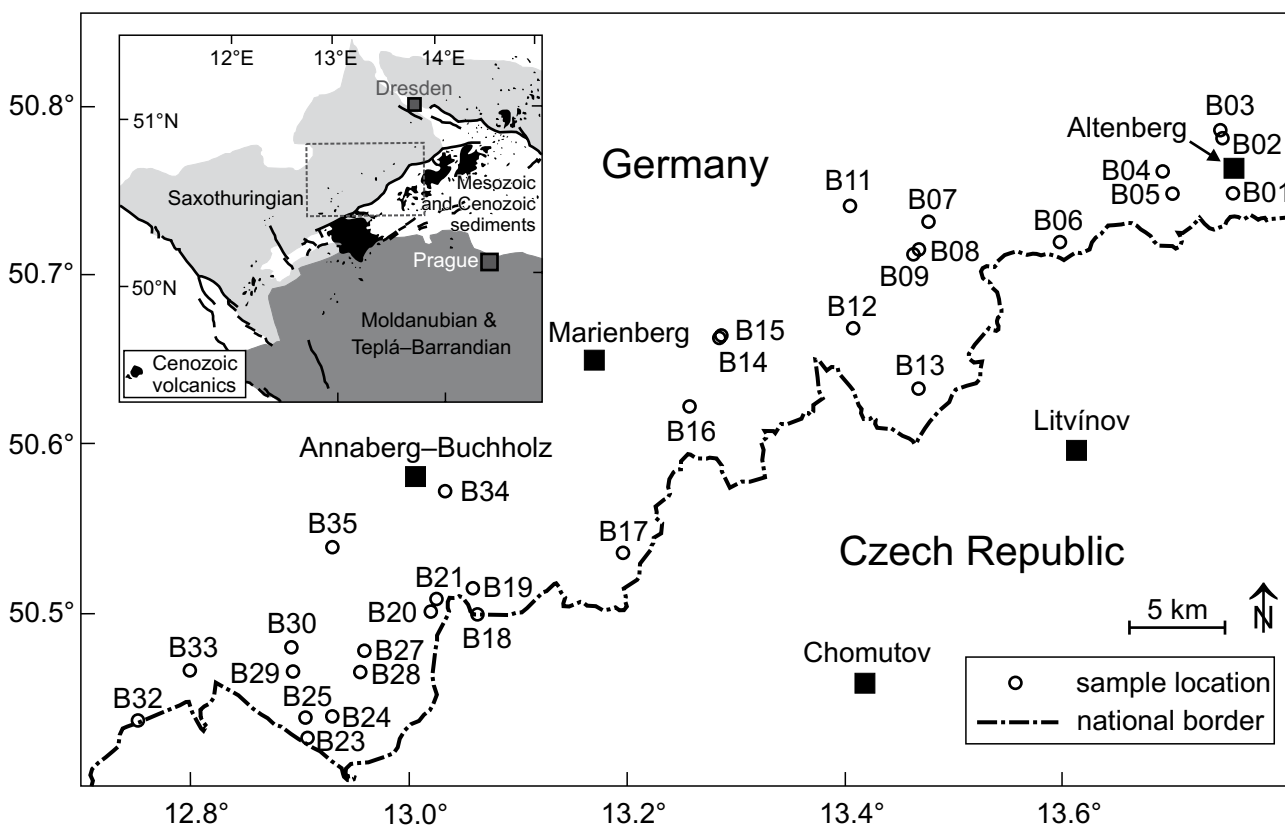 12°E 13°E 14°E
51°N
50°N
Dresden
Saxothuringian
Mesozoic
and Cenozoic
sediments
Prague
Moldanubian &
Teplá–Barrandian
Cenozoic
volcanics
50.8°
50.7°
50.6°
50.5°
Germany
B03
Altenberg
B02
B04
B05
B01
B11
B07
B06
B08
B09
B12
B15
Marienberg
B14
B13
B16
Litvínov
Annaberg–Buchholz
B34
B35
B17
Czech Republic
B21
B19
B20
B18
B30
B27
B33
B29
B28
Chomutov
B25
B32
B24
B23
5 km
N
sample location
national border
12.8° 13.0° 13.2° 13.4° 13.6°